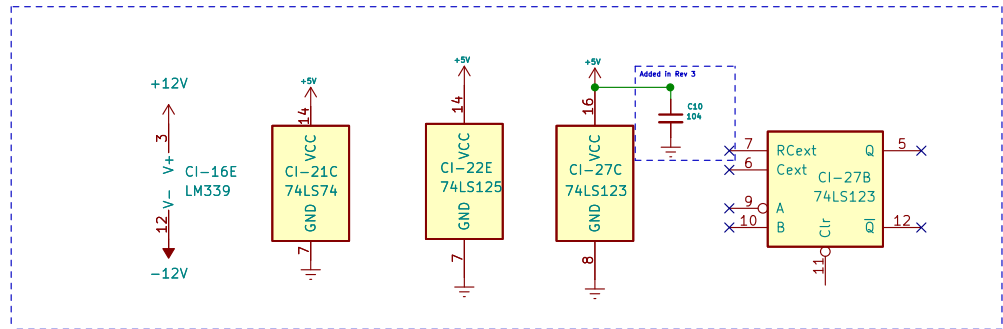 +12V
3
V+
V-
12
-12V
CI-16E
LM339
+5V
14
VCC
CI-21C
74LS74
GND
7
+5V
14
VCC
CI-22E
74LS125
GND
7
+5V
16
VCC
CI-27C
74LS123
GND
8
Added in Rev 3
C10
104
7
RCext
6
Cext
9
A
10
B
Q
5
CI-27B
74LS123
Clr
Q
12
11